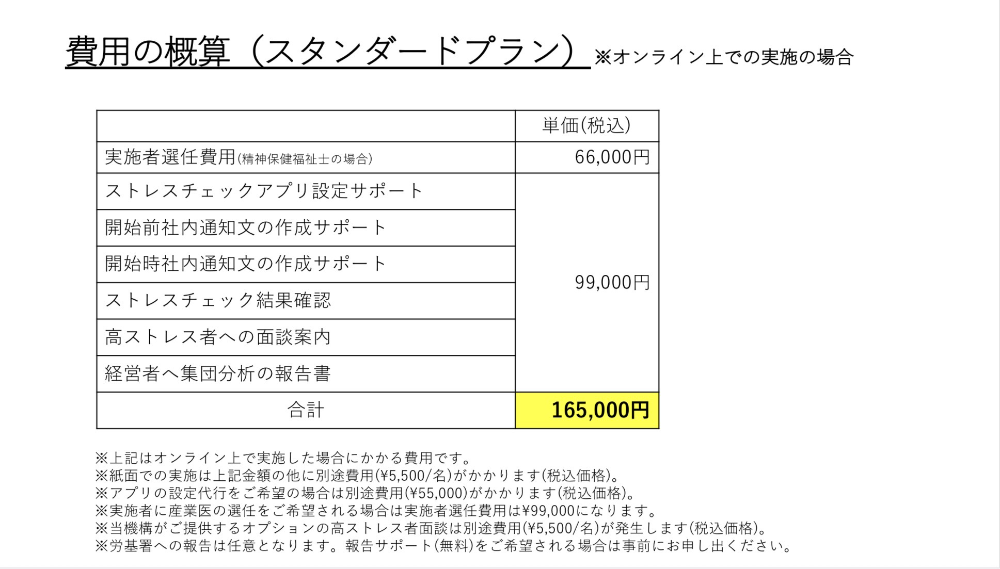 費用の概算（スタンダードプラン）※オンライン上での実施の場合
単価(税込)
実施者選任費用(精神保健福祉士の場合) 66,000円
ストレスチェックアプリ設定サポート
開始前社内通知文の作成サポート
開始時社内通知文の作成サポート
99,000円
ストレスチェック結果確認
高ストレス者への面談案内
経営者へ集団分析の報告書
合計 165,000円
※上記はオンライン上で実施した場合にかかる費用です。
※紙面での実施は上記金額の他に別途費用(¥5,500/名)がかかります(税込価格)。
※アプリの設定代行をご希望の場合は別途費用(¥55,000)がかかります(税込価格)。
※実施者に産業医の選任をご希望される場合は実施者選任費用は¥99,000になります。
※当機構がご提供するオプションの高ストレス者面談は別途費用(¥5,500/名)が発生します(税込価格)。
※労基署への報告は任意となります。報告サポート(無料)をご希望される場合は事前にお申し出ください。